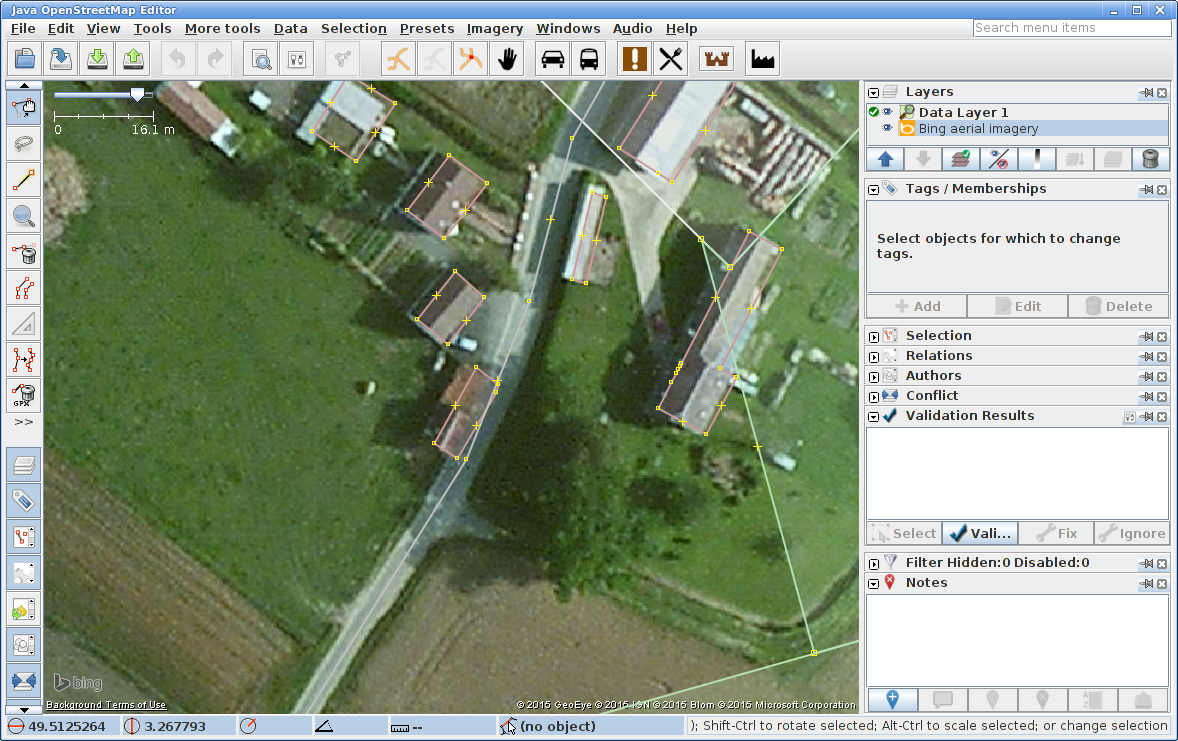 Java OpenStreetMap Editor
File Edit View Tools More tools Data Selection Presets Imagery Windows Audio Help
Search menu items
0 16.1 m
GPX
>>
bing
Background Terms of Use
© 2015 GeoEye © 2015 IGN © 2015 Blom © 2015 Microsoft Corporation
Layers
Data Layer 1
Bing aerial imagery
Tags / Memberships
Select objects for which to change
tags.
Add Edit Delete
Selection
Relations
Authors
Conflict
Validation Results
Select Vali... Fix Ignore
Filter Hidden:0 Disabled:0
Notes
49.5125264 3.267793 -- (no object) ); Shift-Ctrl to rotate selected; Alt-Ctrl to scale selected; or change selection